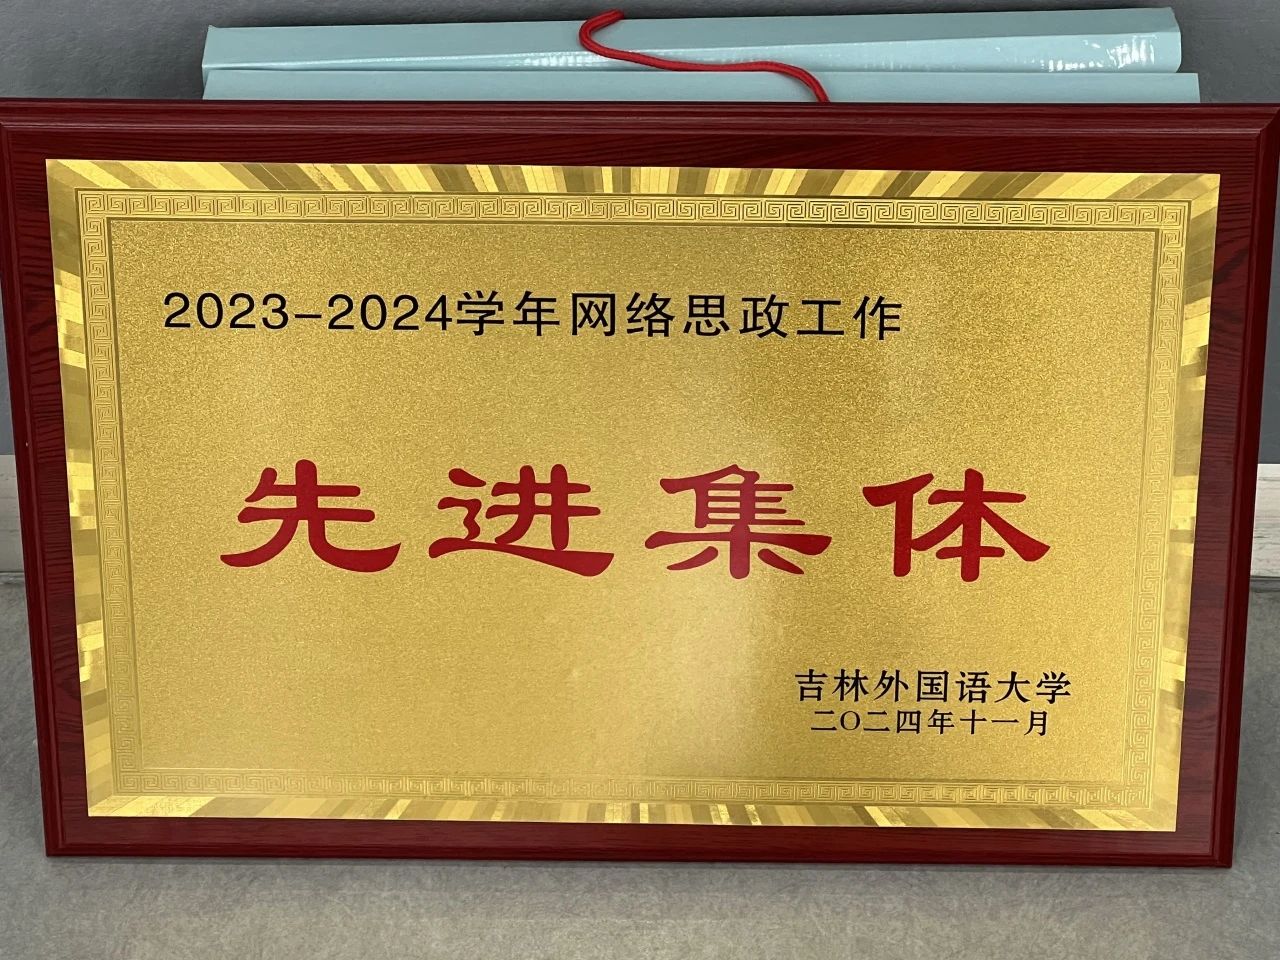 2023-2024学年网络思政工作
先进集体
吉林外国语大学
二〇二四年十一月